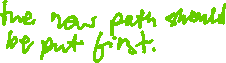 the new path should
be put first.